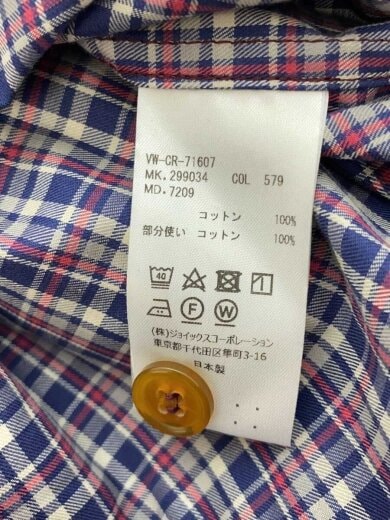 VW-CR-71607
MK.299034 COL 579
MD.7209
コットン 100%
部分使い コットン 100%
40
F W
(株)ジョイックスコーポレーション
東京都千代田区隼町3-16
日本製